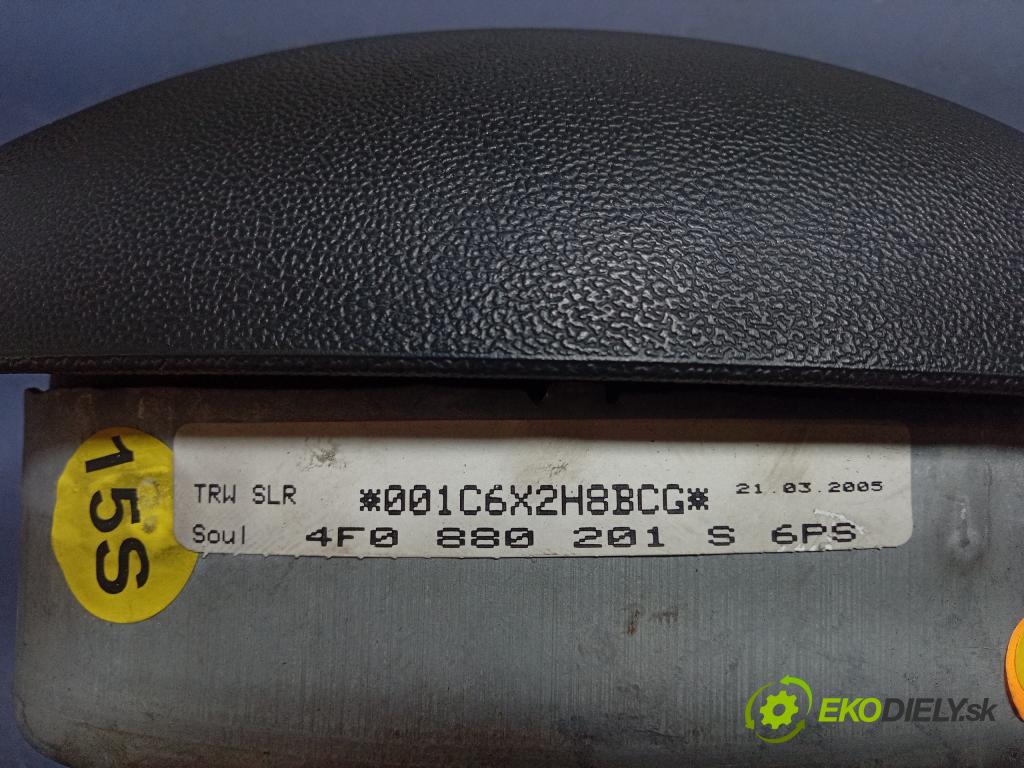 15S
TRW SLR *001C6X2H8BCG* 21.03.2005
Soul 4F0 880 201 S 6PS
EKODIELY.sk